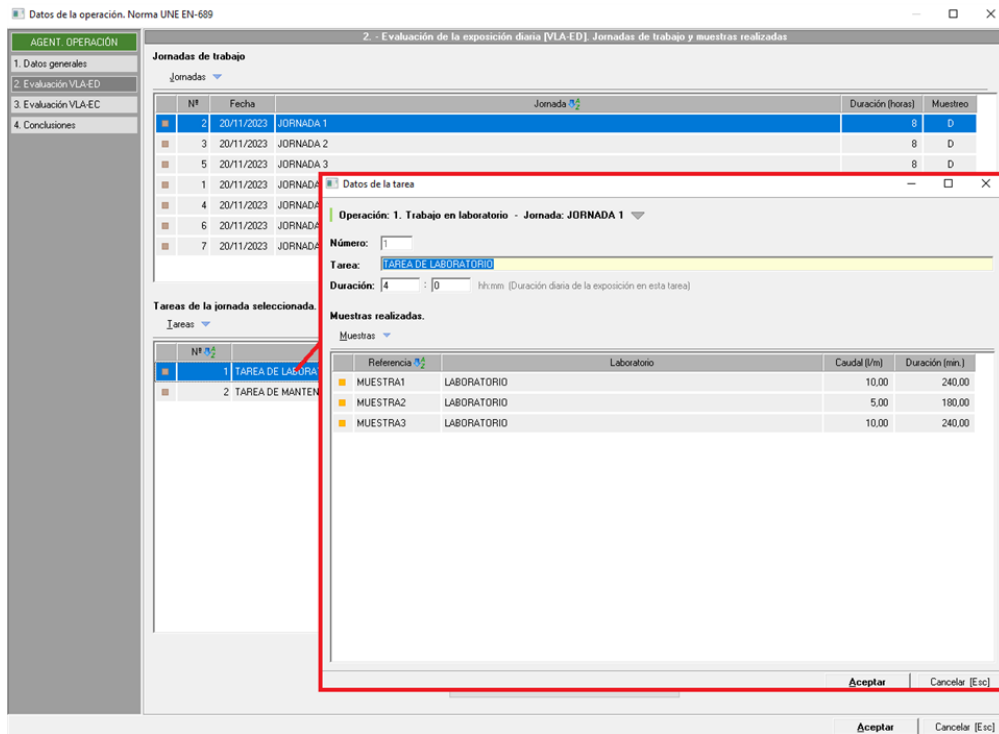 Datos de la operación. Norma UNE EN-689
AGENT. OPERACIÓN
1. Datos generales
2. Evaluación VLA-ED
3. Evaluación VLA-EC
4. Conclusiones
2. - Evaluación de la exposición diaria [VLA-ED]. Jornadas de trabajo y muestras realizadas
Jornadas de trabajo
Jornadas
Nº Fecha Jornada Duración (horas) Muestreo
2 20/11/2023 JORNADA 1 8 D
3 20/11/2023 JORNADA 2 8 D
5 20/11/2023 JORNADA 3 8 D
1 20/11/2023 JORNADA
4 20/11/2023 JORNADA
6 20/11/2023 JORNADA
7 20/11/2023 JORNADA
Tareas de la jornada seleccionada.
Tareas
Nº
1 TAREA DE LABORA
2 TAREA DE MANTEN
Datos de la tarea
Operación: 1. Trabajo en laboratorio - Jornada: JORNADA 1
Número: 1
Tarea: TAREA DE LABORATORIO
Duración: 4 : 0 hh:mm (Duración diaria de la exposición en esta tarea)
Muestras realizadas.
Muestras
Referencia Laboratorio Caudal (l/m) Duración (min.)
MUESTRA1 LABORATORIO 10,00 240,00
MUESTRA2 LABORATORIO 5,00 180,00
MUESTRA3 LABORATORIO 10,00 240,00
Aceptar Cancelar [Esc]
Aceptar Cancelar [Esc]